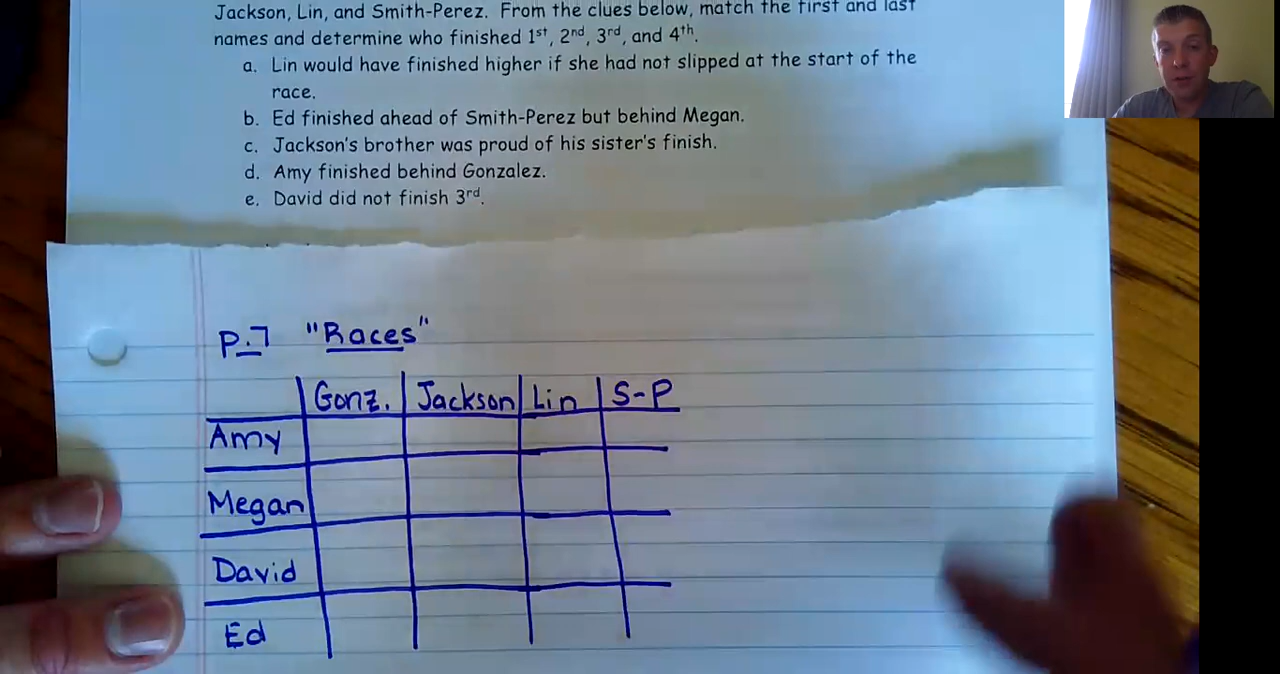 Jackson, Lin, and Smith-Perez. From the clues below, match the first and last
names and determine who finished 1st, 2nd, 3rd, and 4th.
a. Lin would have finished higher if she had not slipped at the start of the
race.
b. Ed finished ahead of Smith-Perez but behind Megan.
c. Jackson's brother was proud of his sister's finish.
d. Amy finished behind Gonzalez.
e. David did not finish 3rd.
P.7 "Races"
Gonz. Jackson Lin S-P
Amy
Megan
David
Ed